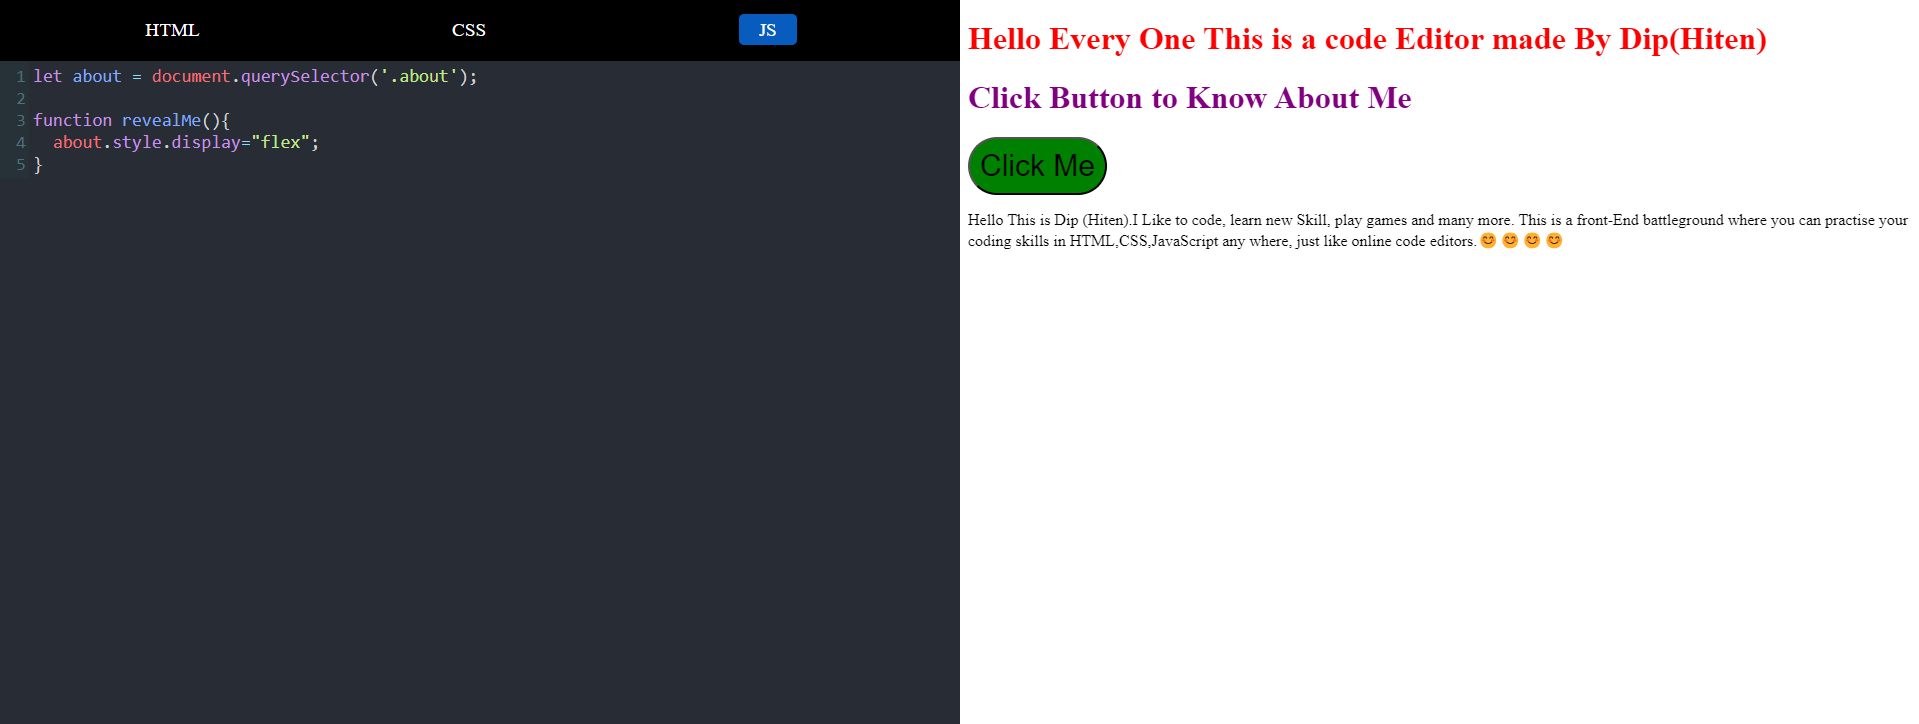 HTML CSS JS
1 let about = document.querySelector('.about');
2
3 function revealMe(){
4   about.style.display="flex";
5 }
Hello Every One This is a code Editor made By Dip(Hiten)
Click Button to Know About Me
Click Me
Hello This is Dip (Hiten).I Like to code, learn new Skill, play games and many more. This is a front-End battleground where you can practise your
coding skills in HTML,CSS,JavaScript any where, just like online code editors. 😊 😊 😊 😊